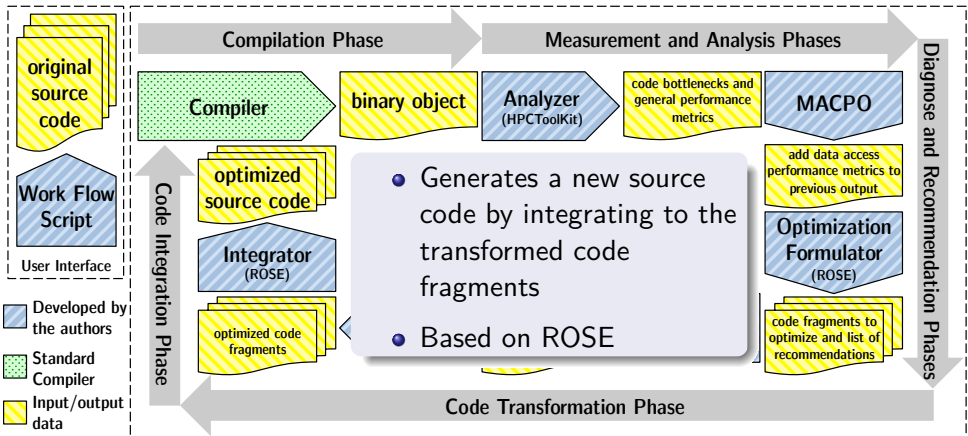 original
source
code
Work Flow
Script
User Interface
Developed by
the authors
Standard
Compiler
Input/output
data
Compilation Phase
Measurement and Analysis Phases
Diagnose and Recommendation Phases
Compiler
binary object
Analyzer
(HPCToolKit)
code bottlenecks and
general performance
metrics
MACPO
add data access
performance metrics to
previous output
Optimization
Formulator
(ROSE)
code fragments to
optimize and list of
recommendations
Code Transformation Phase
Code Integration Phase
optimized
source code
Integrator
(ROSE)
optimized code
fragments
Generates a new source
code by integrating to the
transformed code
fragments
Based on ROSE